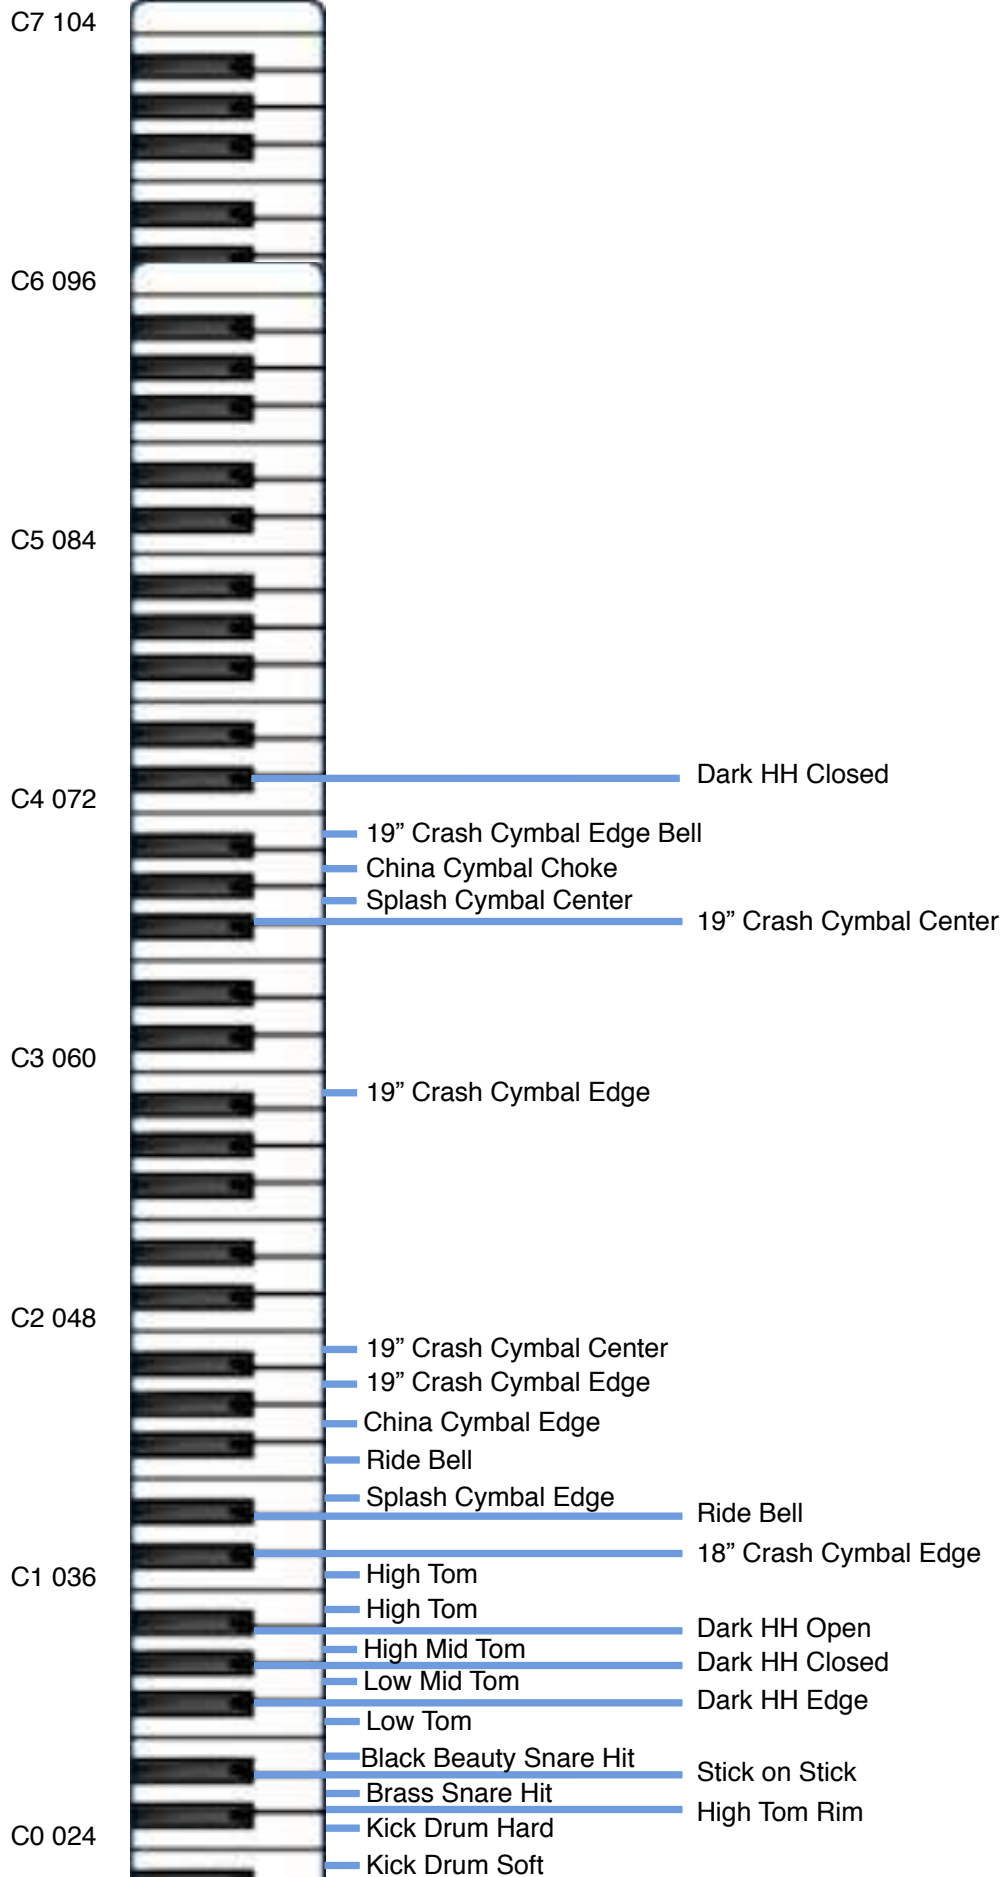 C7 104
C6 096
C5 084
Dark HH Closed
C4 072
19” Crash Cymbal Edge Bell
China Cymbal Choke
Splash Cymbal Center
19” Crash Cymbal Center
C3 060
19” Crash Cymbal Edge
C2 048
19” Crash Cymbal Center
19” Crash Cymbal Edge
China Cymbal Edge
Ride Bell
Splash Cymbal Edge
Ride Bell
18” Crash Cymbal Edge
C1 036
High Tom
High Tom
Dark HH Open
High Mid Tom
Dark HH Closed
Low Mid Tom
Dark HH Edge
Low Tom
Black Beauty Snare Hit
Stick on Stick
Brass Snare Hit
High Tom Rim
Kick Drum Hard
C0 024
Kick Drum Soft